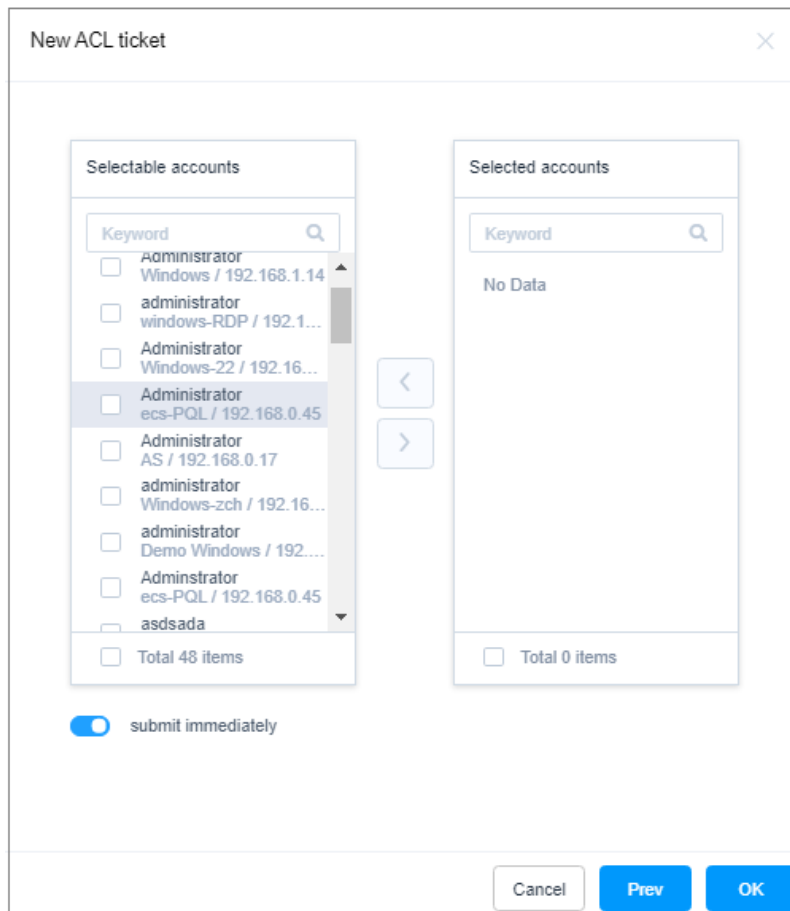 New ACL ticket
Selectable accounts
Keyword
Administrator
Windows / 192.168.1.14
administrator
windows-RDP / 192.1...
Administrator
Windows-22 / 192.16...
Administrator
ecs-PQL / 192.168.0.45
Administrator
AS / 192.168.0.17
administrator
Windows-zch / 192.16...
administrator
Demo Windows / 192....
Adminstrator
ecs-PQL / 192.168.0.45
asdsada
Total 48 items
Selected accounts
Keyword
No Data
Total 0 items
submit immediately
Cancel
Prev
OK